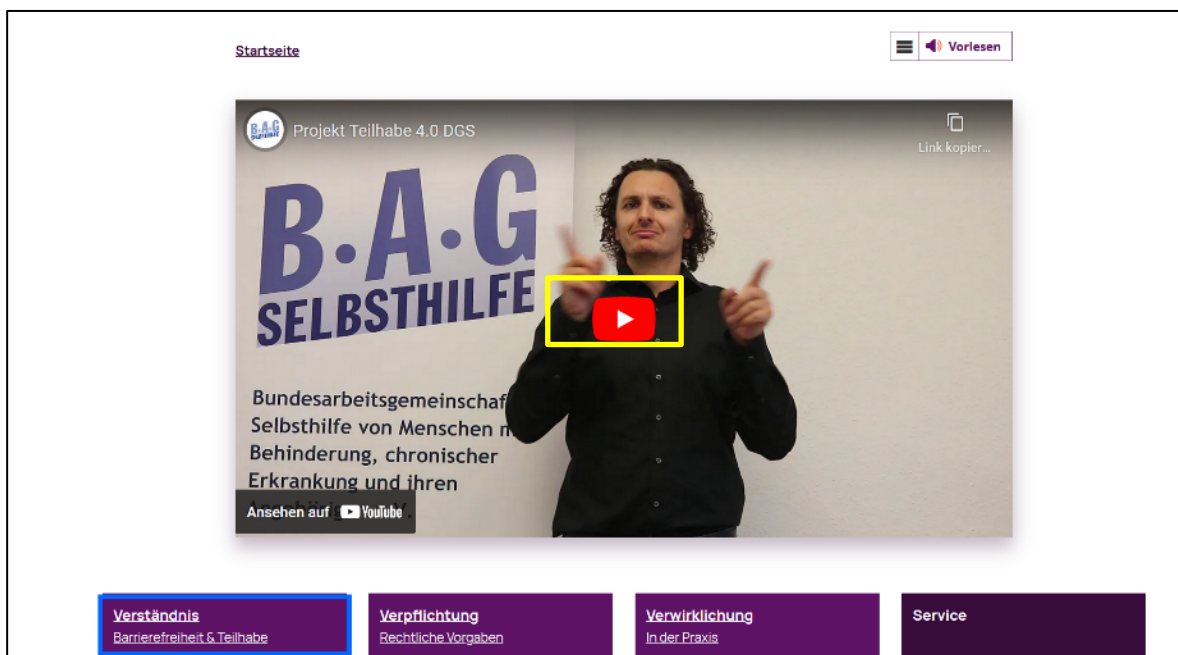 Startseite
Vorlesen
B.A.G SELBSTHILFE
Projekt Teilhabe 4.0 DGS
Link kopier...
B.A.G
SELBSTHILFE
Bundesarbeitsgemeinschaf
Selbsthilfe von Menschen m
Behinderung, chronischer
Erkrankung und ihren
Ansehen auf YouTube
Verständnis
Barrierefreiheit & Teilhabe
Verpflichtung
Rechtliche Vorgaben
Verwirklichung
In der Praxis
Service